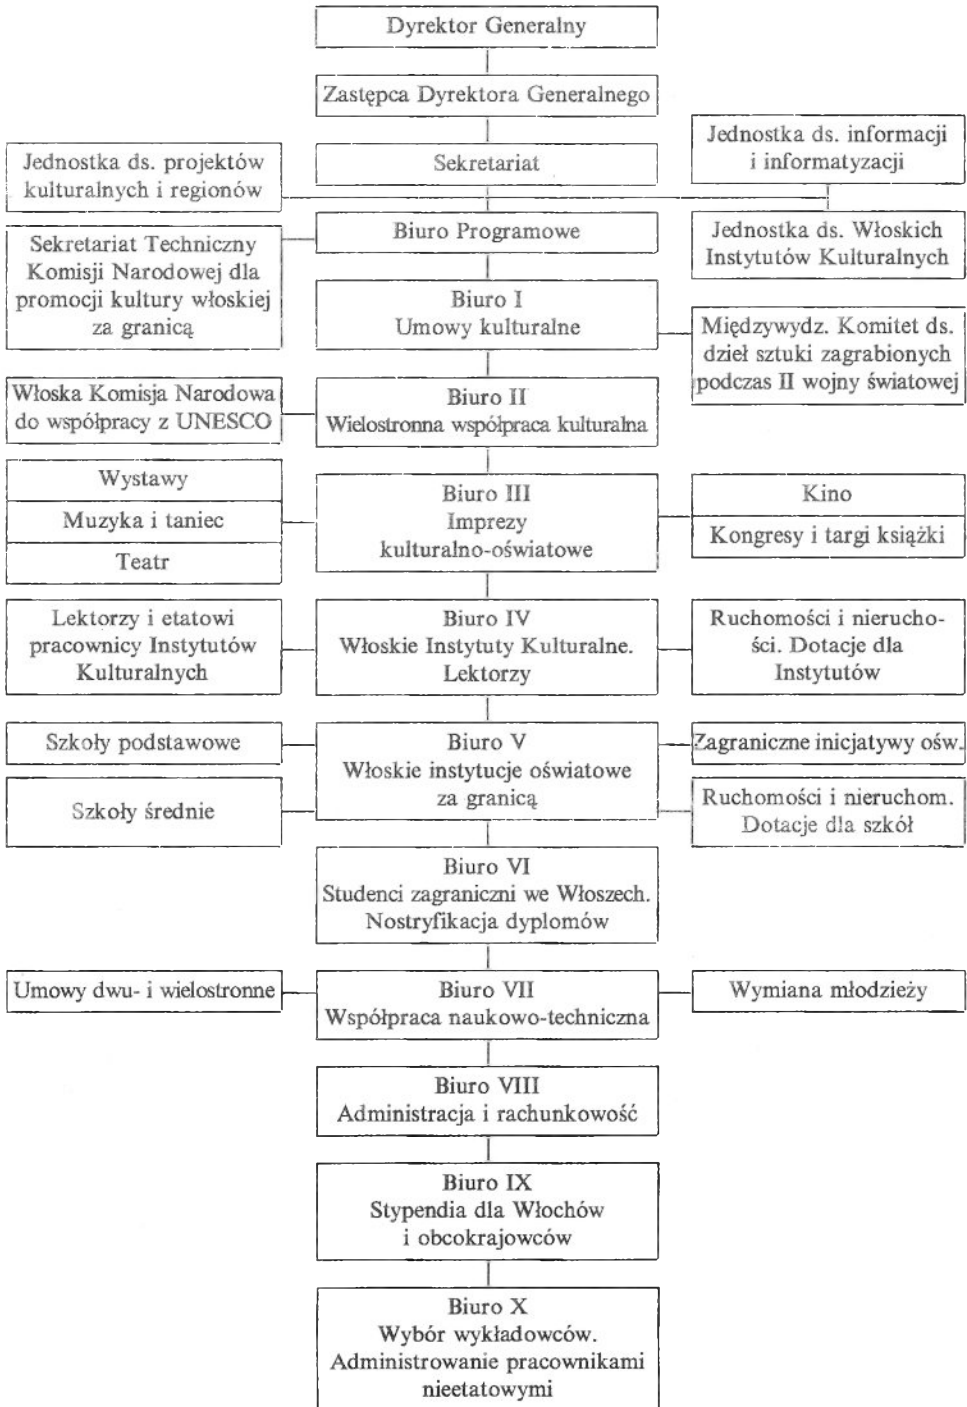 Dyrektor Generalny
Zastępca Dyrektora Generalnego
Jednostka ds. projektów
kulturalnych i regionów
Sekretariat
Jednostka ds. informacji
i informatyzacji
Sekretariat Techniczny
Komisji Narodowej dla
promocji kultury włoskiej
za granicą
Biuro Programowe
Jednostka ds. Włoskich
Instytutów Kulturalnych
Biuro I
Umowy kulturalne
Międzywydz. Komitet ds.
dzieł sztuki zagrabionych
podczas II wojny światowej
Włoska Komisja Narodowa
do współpracy z UNESCO
Biuro II
Wielostronna współpraca kulturalna
Wystawy
Muzyka i taniec
Teatr
Biuro III
Imprezy
kulturalno-oświatowe
Kino
Kongresy i targi książki
Lektorzy i etatowi
pracownicy Instytutów
Kulturalnych
Biuro IV
Włoskie Instytuty Kulturalne.
Lektorzy
Ruchomości i nierucho-
ści. Dotacje dla
Instytutów
Szkoły podstawowe
Szkoły średnie
Biuro V
Włoskie instytucje oświatowe
za granicą
Zagraniczne inicjatywy ośw.
Ruchomości i nieruchom.
Dotacje dla szkół
Biuro VI
Studenci zagraniczni we Włoszech.
Nostryfikacja dyplomów
Umowy dwu- i wielostronne
Biuro VII
Współpraca naukowo-techniczna
Wymiana młodzieży
Biuro VIII
Administracja i rachunkowość
Biuro IX
Stypendia dla Włochów
i obcokrajowców
Biuro X
Wybór wykładowców.
Administrowanie pracownikami
nieetatowymi